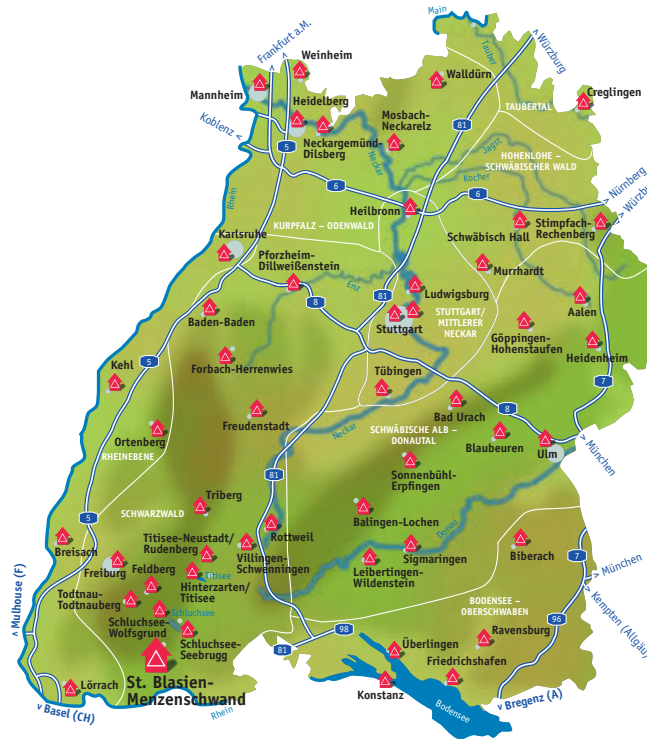 Main
Frankfurt a.M.
Weinheim
Würzburg
Tauber
Mannheim
Walldürn
Creglingen
Heidelberg
TAUBERTAL
Koblenz
Mosbach-
Neckarelz
81
5
Neckargemünd-
Dilsberg
Jagst
HOHENLOHE –
SCHWÄBISCHER WALD
Neckar
Kocher
6
6
Nürnberg
Rhein
Heilbronn
Würzb
KURPFALZ – ODENWALD
Stimpfach-
Rechenberg
Karlsruhe
Schwäbisch Hall
Pforzheim-
Dillweißenstein
Murrhardt
Enz
Ludwigsburg
81
8
Aalen
Baden-Baden
STUTTGART/
MITTLERER
NECKAR
Stuttgart
Göppingen-
Hohenstaufen
Heidenheim
5
Forbach-Herrenwies
Kehl
Tübingen
7
Bad Urach
8
Freudenstadt
Neckar
SCHWÄBISCHE ALB –
DONAUTAL
Blaubeuren
Ulm
München
Ortenberg
RHEINEBENE
Sonnenbühl-
Erpfingen
81
Triberg
SCHWARZWALD
Balingen-Lochen
5
Rottweil
Donau
Titisee-Neustadt/
Rudenberg
Breisach
Villingen-
Schwenningen
Sigmaringen
Biberach
7
Freiburg
Feldberg
Leibertingen-
Wildenstein
Titisee
Hinterzarten/
Titisee
München
Todtnau-
Todtnauberg
Mulhouse (F)
Schluchsee
BODENSEE –
OBERSCHWABEN
Kempten (Allgäu)
Schluchsee-
Wolfsgrund
96
98
Ravensburg
Schluchsee-
Seebrugg
81
Überlingen
St. Blasien-
Menzenschwand
Friedrichshafen
Lörrach
Konstanz
Basel (CH)
Rhein
Bodensee
Bregenz (A)